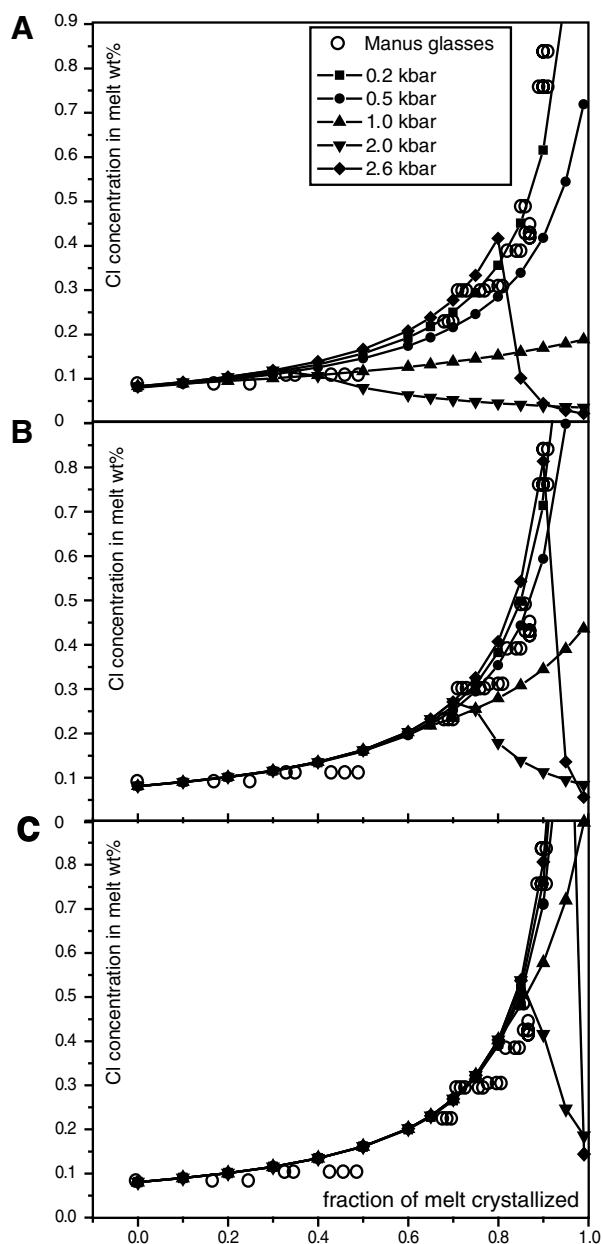 A
Cl concentration in melt wt%
0.9
0.8
0.7
0.6
0.5
0.4
0.3
0.2
0.1
0
Manus glasses
0.2 kbar
0.5 kbar
1.0 kbar
2.0 kbar
2.6 kbar
B
Cl concentration in melt wt%
0.8
0.7
0.6
0.5
0.4
0.3
0.2
0.1
0
C
Cl concentration in melt wt%
0.8
0.7
0.6
0.5
0.4
0.3
0.2
0.1
0.0
fraction of melt crystallized
0.0 0.2 0.4 0.6 0.8 1.0